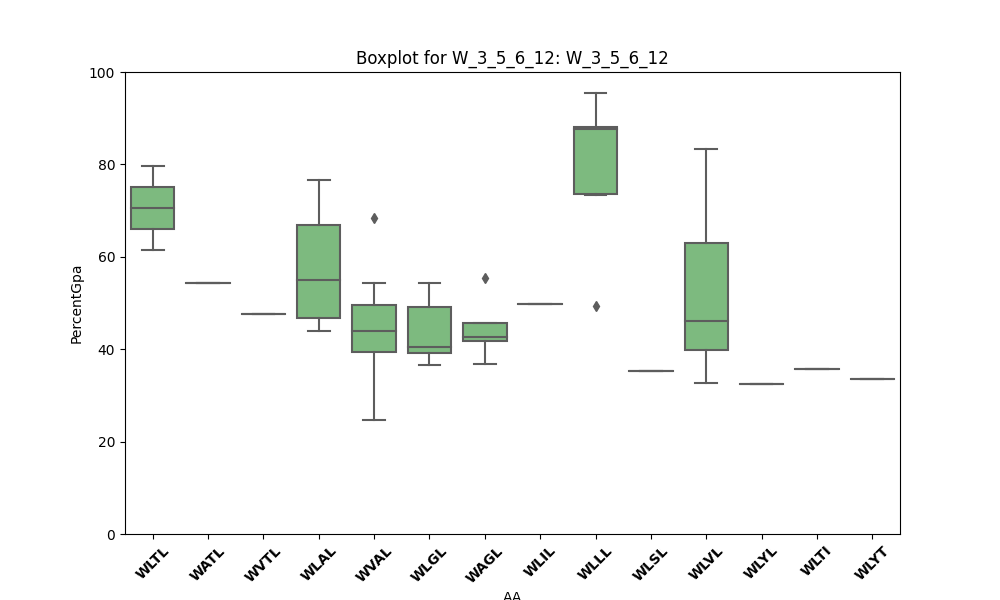 Boxplot for W_3_5_6_12: W_3_5_6_12
100
80
60
40
20
0
PercentGpa
WLTL
WATL
WVTL
WLAL
WVAL
WLGL
WAGL
WLIL
WLLL
WLSL
WLVL
WLYL
WLTI
WLYT
AA